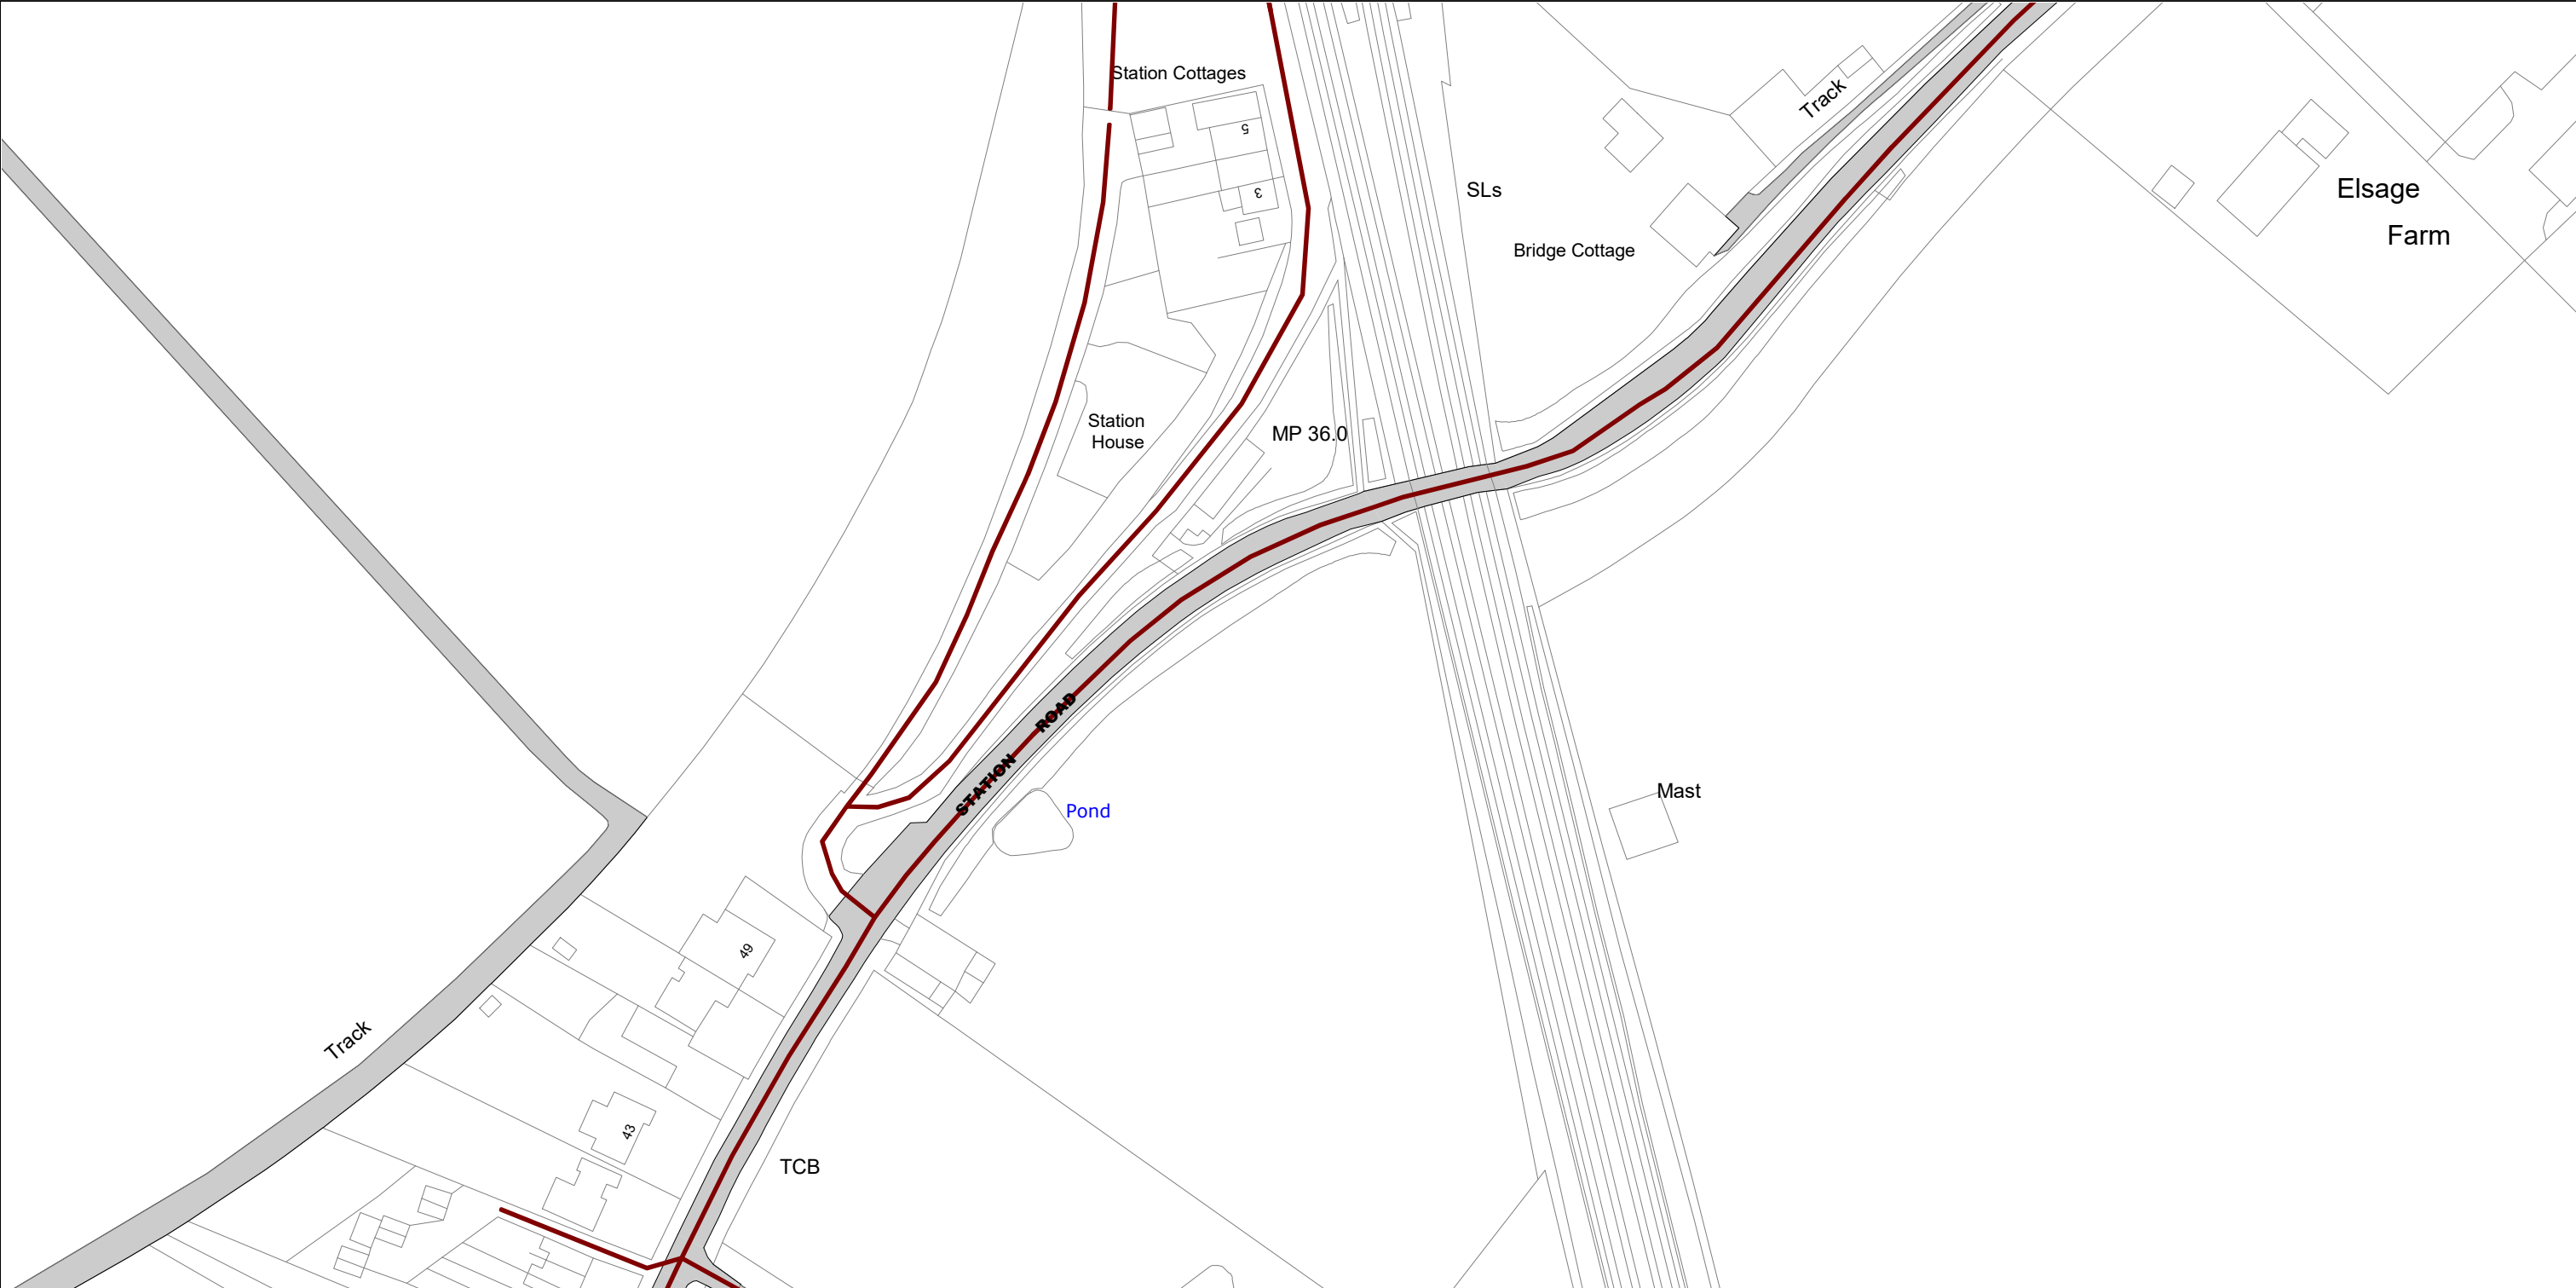 Station Cottages
5
3
Track
SLs
Bridge Cottage
Elsage
Farm
Station
House
MP 36.0
STATION ROAD
Pond
Mast
49
Track
43
TCB